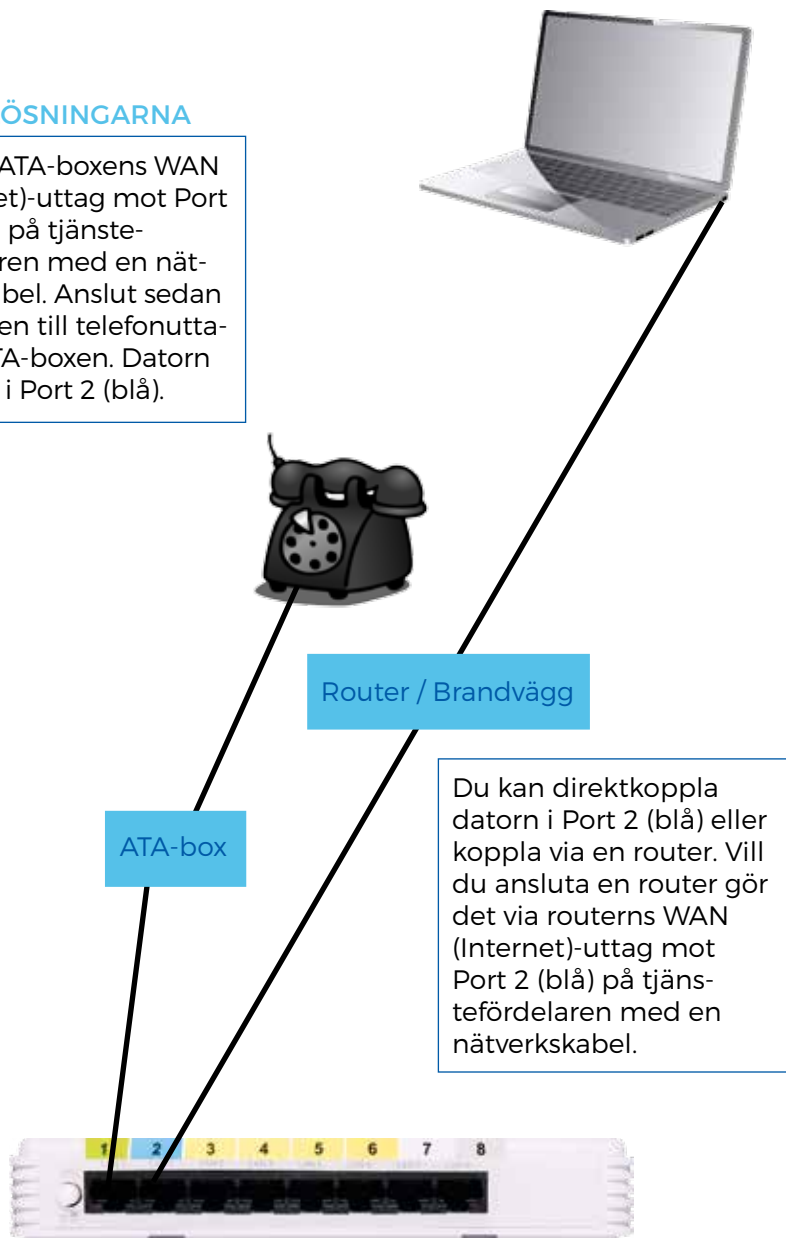 ÖSNINGARNA
ATA-boxens WAN
et)-uttag mot Port
på tjänste-
ren med en nät-
bel. Anslut sedan
en till telefonutta-
TA-boxen. Datorn
i Port 2 (blå).
Router / Brandvägg
ATA-box
Du kan direktkoppla
datorn i Port 2 (blå) eller
koppla via en router. Vill
du ansluta en router gör
det via routerns WAN
(Internet)-uttag mot
Port 2 (blå) på tjäns-
tefördelaren med en
nätverkskabel.
1 2 3 4 5 6 7 8